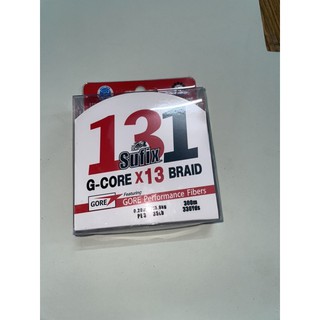 131
Sufix
G-CORE X13 BRAID
Featuring
GORE GORE Performance Fibers
300m
330YDS